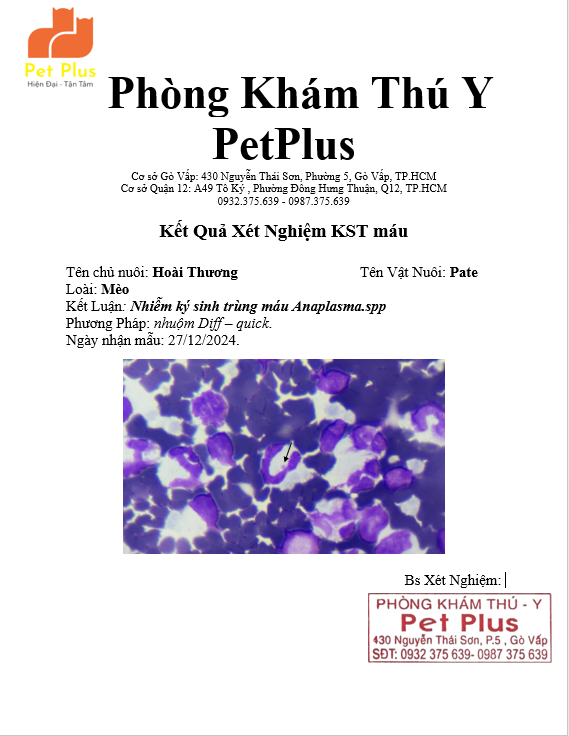 Pet Plus
Hiện Đại - Tận Tâm
Phòng Khám Thú Y
PetPlus
Cơ sở Gò Vấp: 430 Nguyễn Thái Sơn, Phường 5, Gò Vấp, TP.HCM
Cơ sở Quận 12: A49 Tô Ký , Phường Đông Hưng Thuận, Q12, TP.HCM
0932.375.639 - 0987.375.639
Kết Quả Xét Nghiệm KST máu
Tên chủ nuôi: Hoài Thương Tên Vật Nuôi: Pate
Loài: Mèo
Kết Luận: Nhiễm ký sinh trùng máu Anaplasma.spp
Phương Pháp: nhuộm Diff – quick.
Ngày nhận mẫu: 27/12/2024.
Bs Xét Nghiệm:
PHÒNG KHÁM THÚ - Y
Pet Plus
430 Nguyễn Thái Sơn, P.5 , Gò Vấp
SĐT: 0932 375 639- 0987 375 639